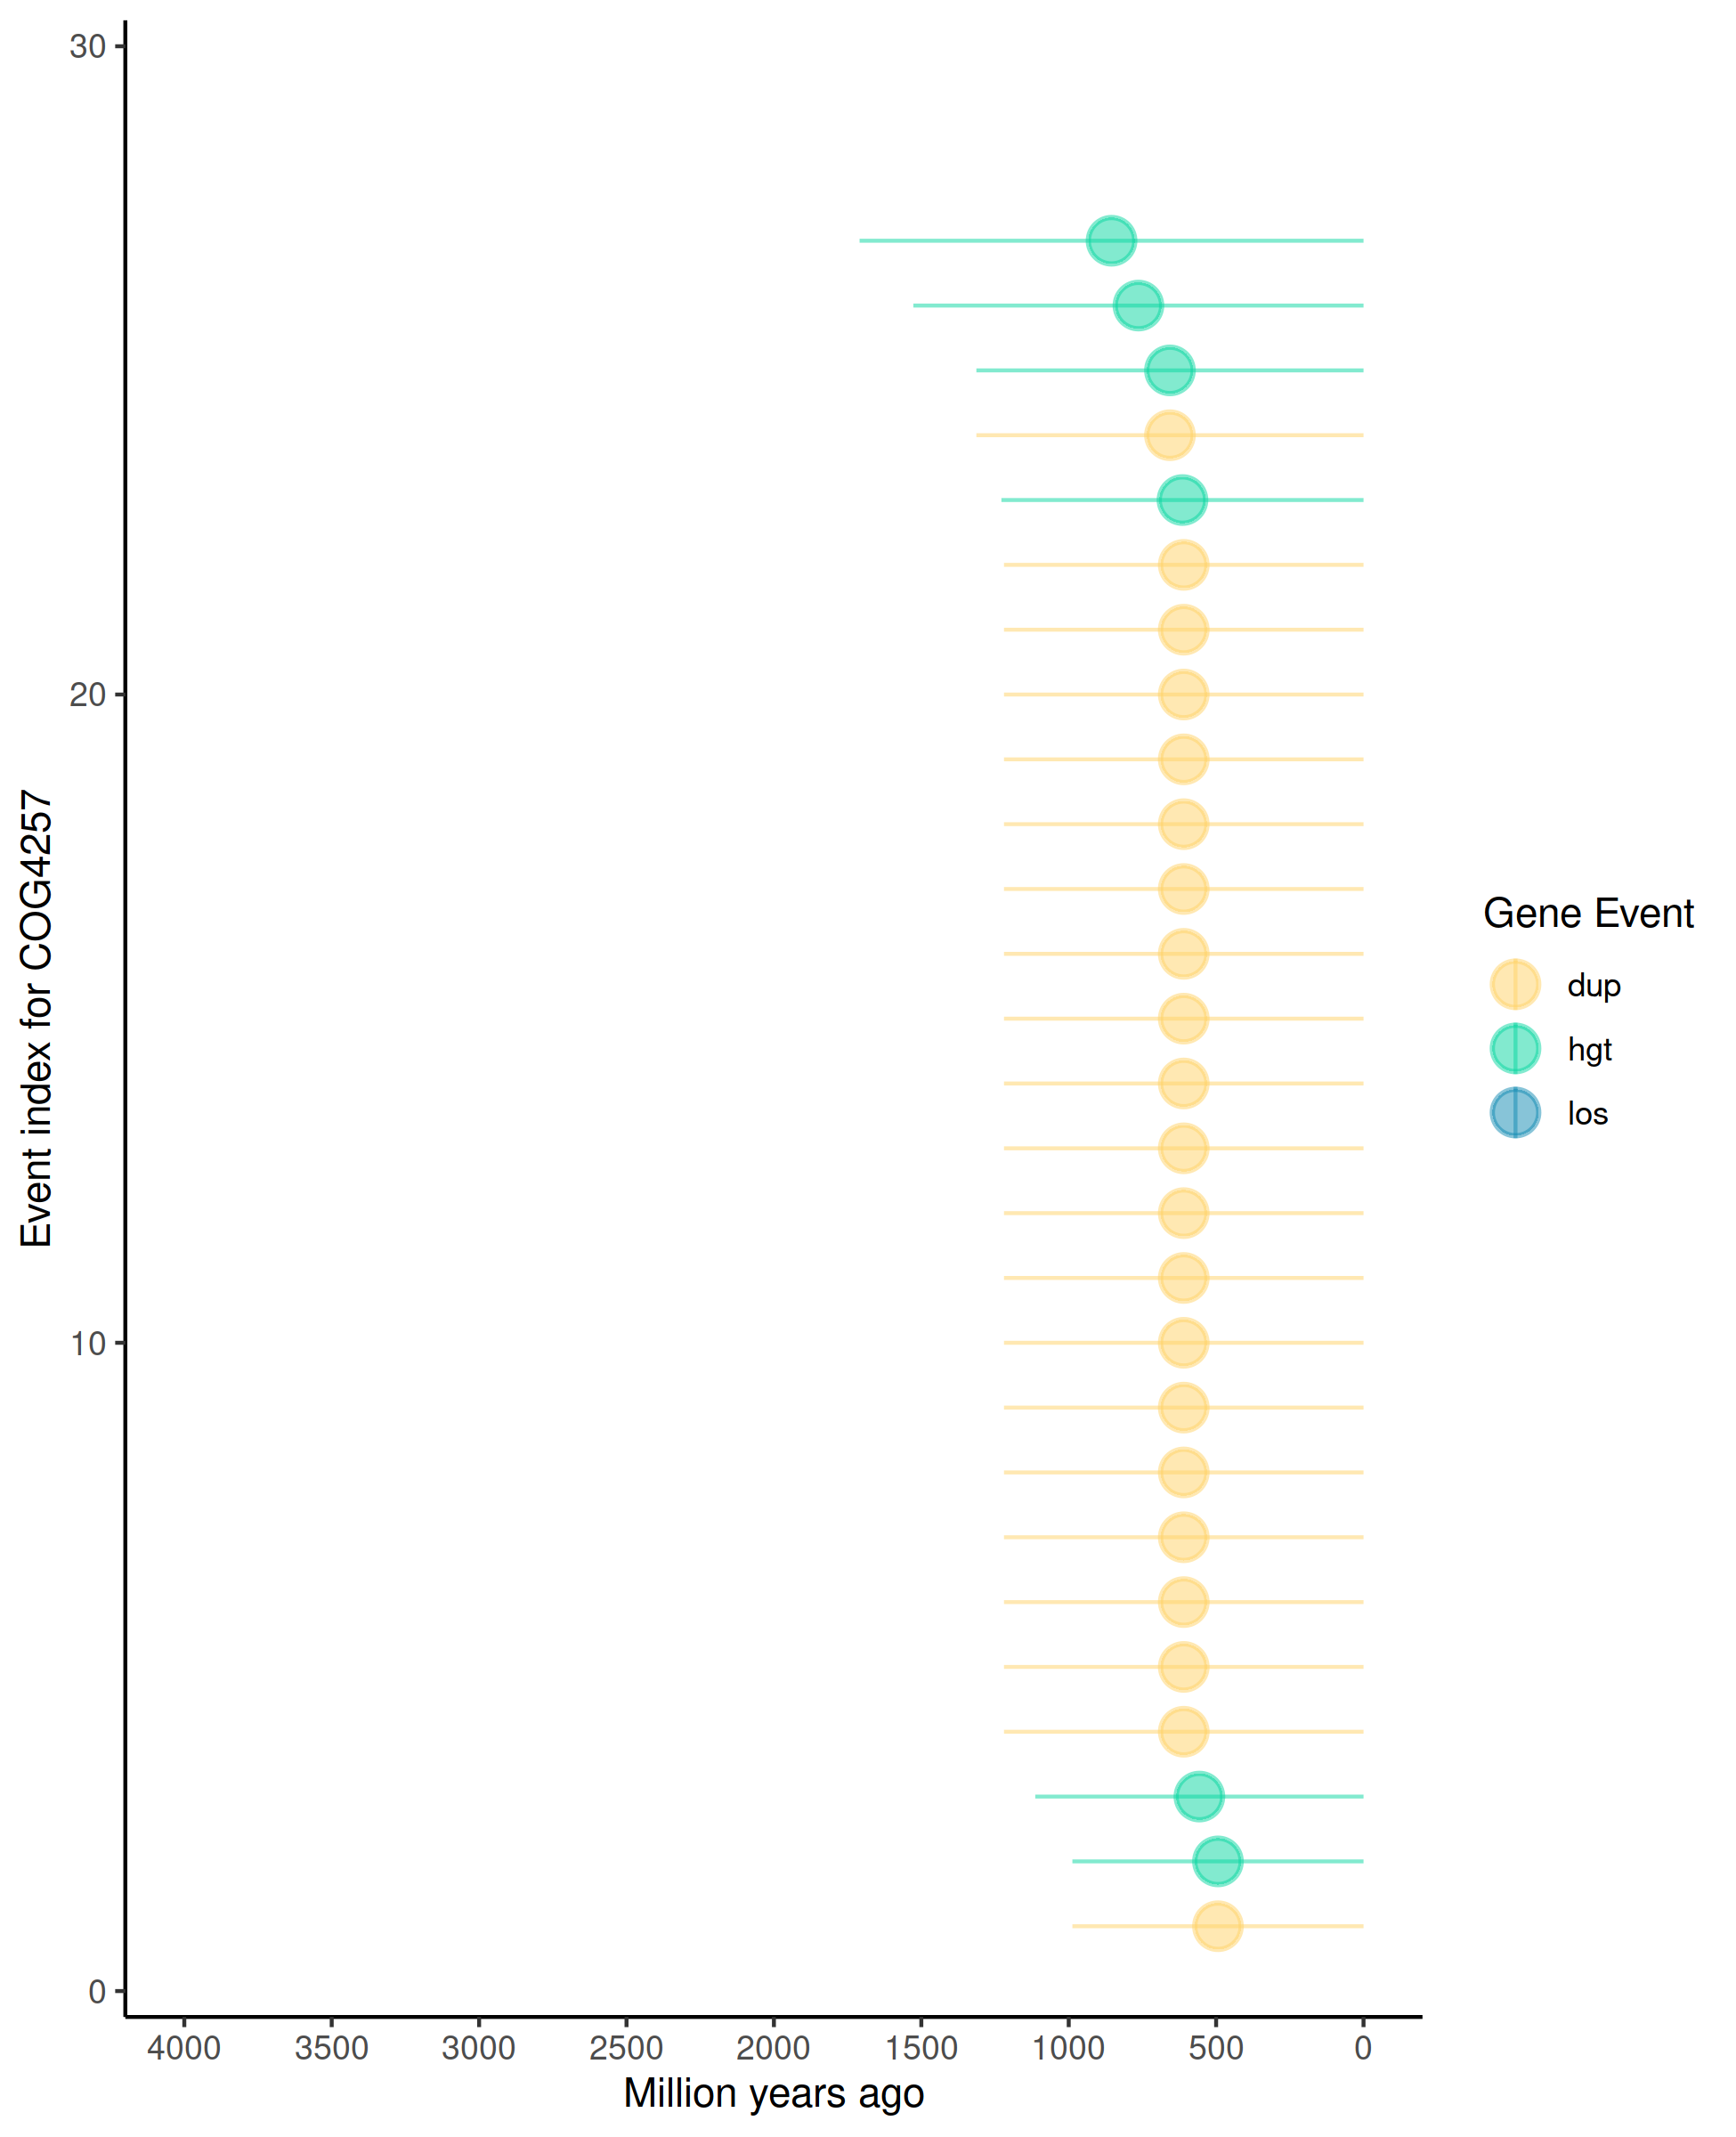 30
20
10
0
Event index for COG4257
4000 3500 3000 2500 2000 1500 1000 500 0
Million years ago
Gene Event
dup
hgt
los